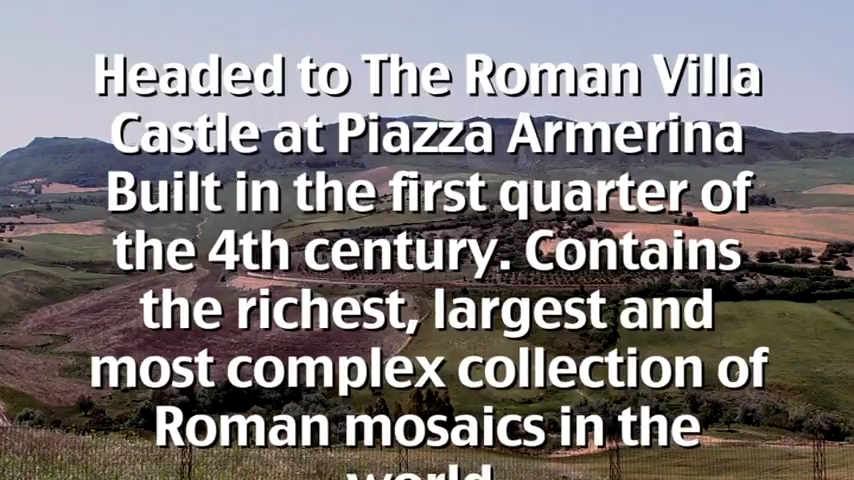 Headed to The Roman Villa
Castle at Piazza Armerina
Built in the first quarter of
the 4th century. Contains
the richest, largest and
most complex collection of
Roman mosaics in the
world